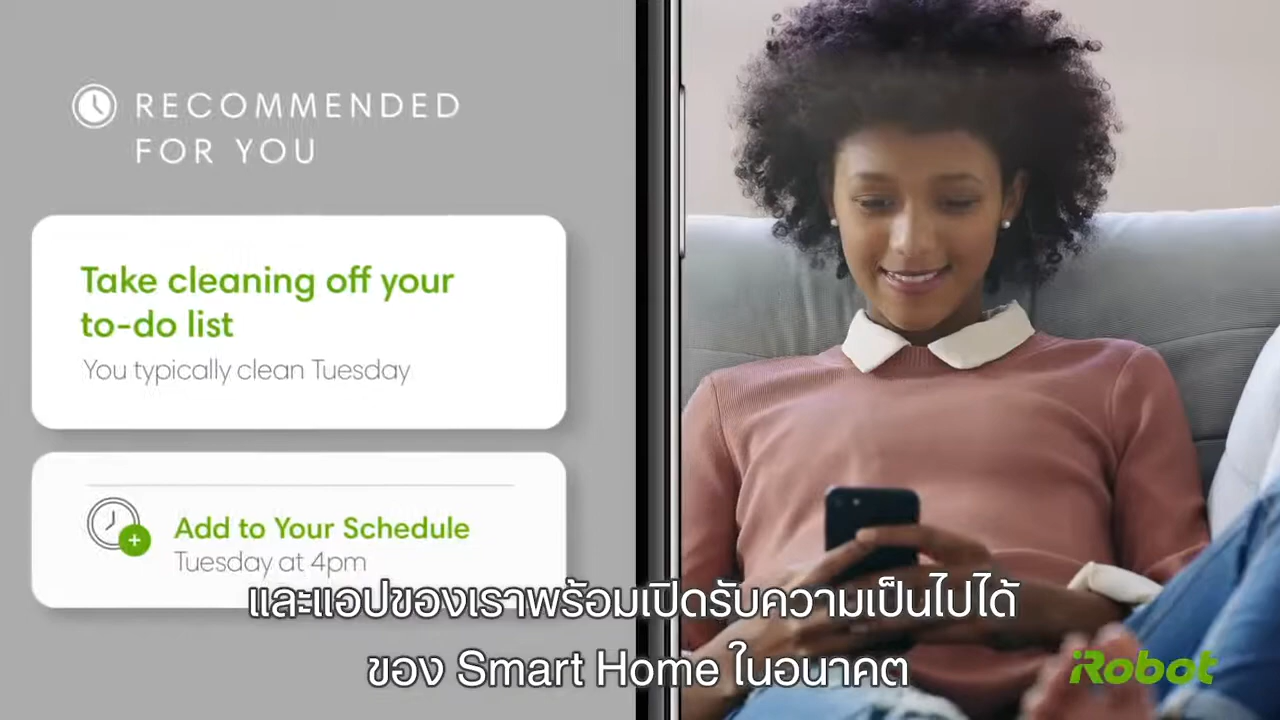 RECOMMENDED
FOR YOU
Take cleaning off your
to-do list
You typically clean Tuesday
Add to Your Schedule
Tuesday at 4pm
และแอปของเราพร้อมเปิดรับความเป็นไปได้
ของ Smart Home ในอนาคต
iRobot